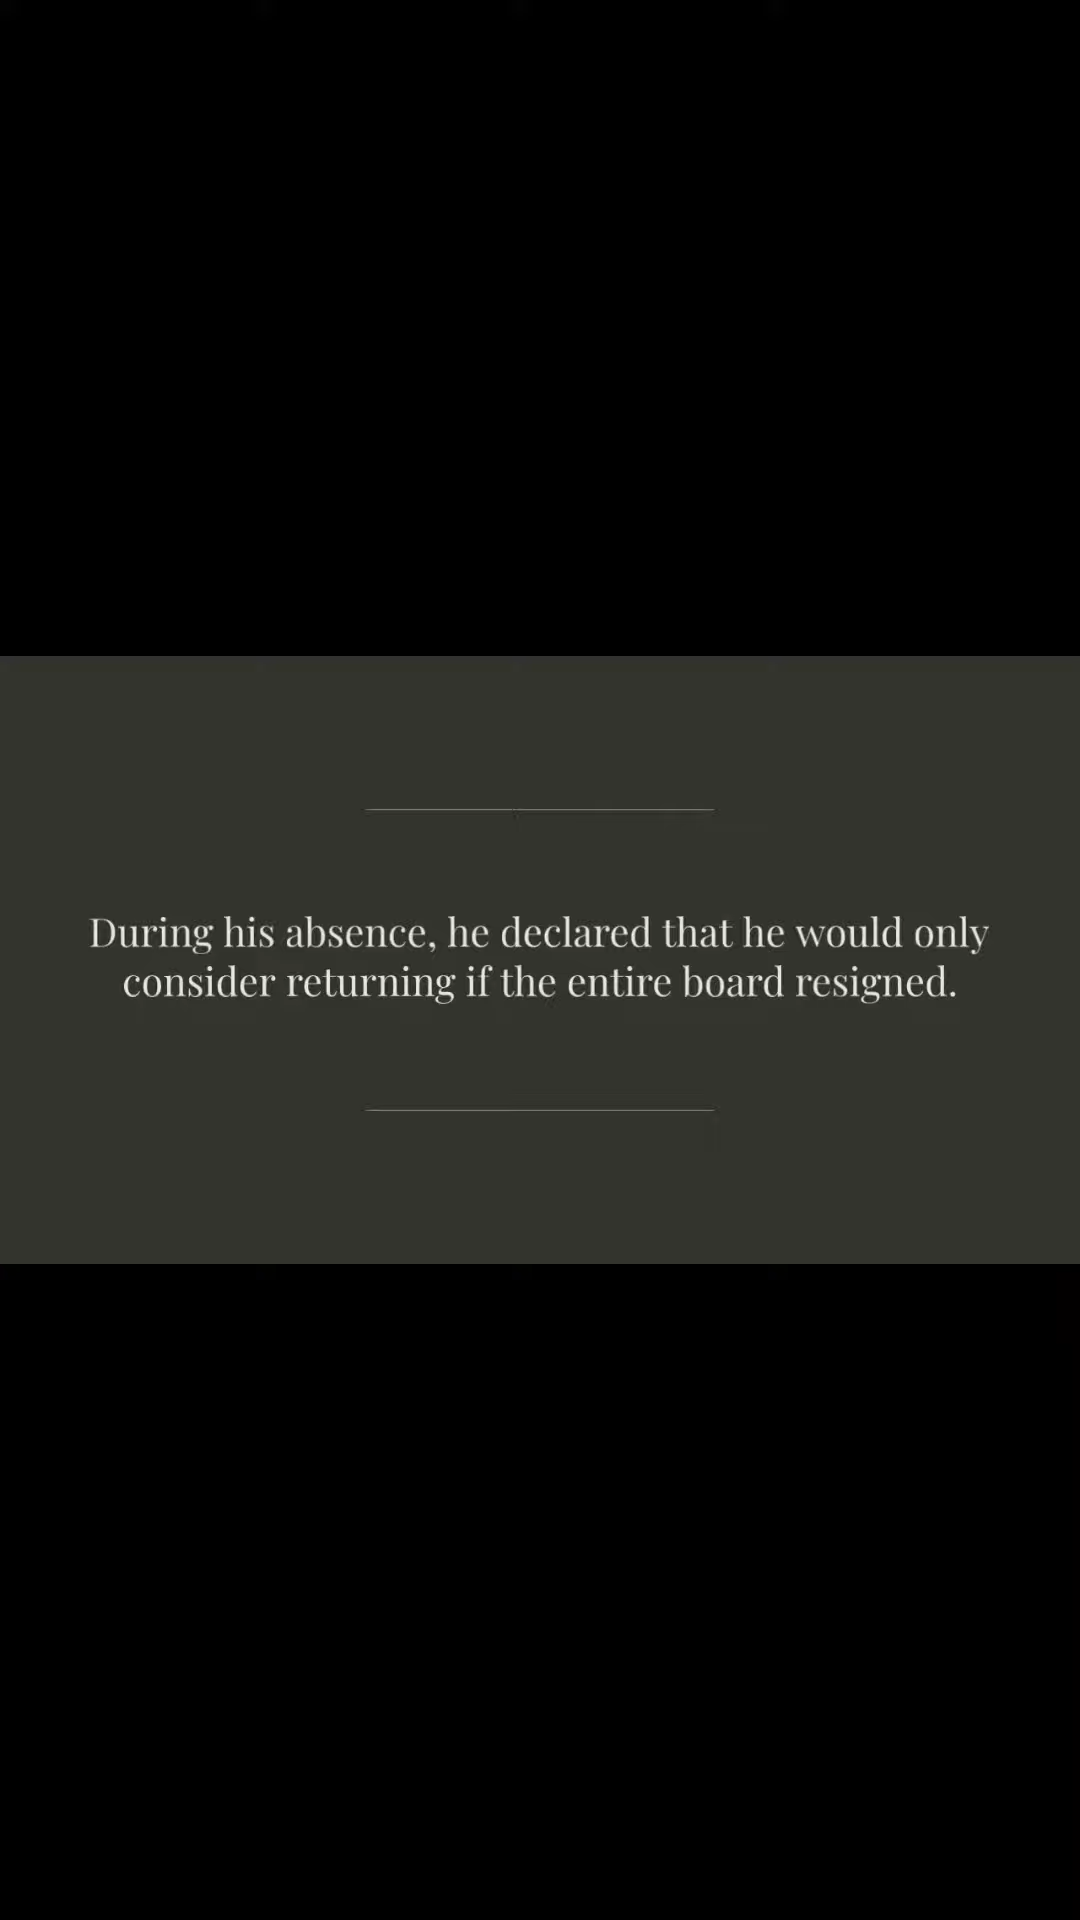 During his absence, he declared that he would only
consider returning if the entire board resigned.